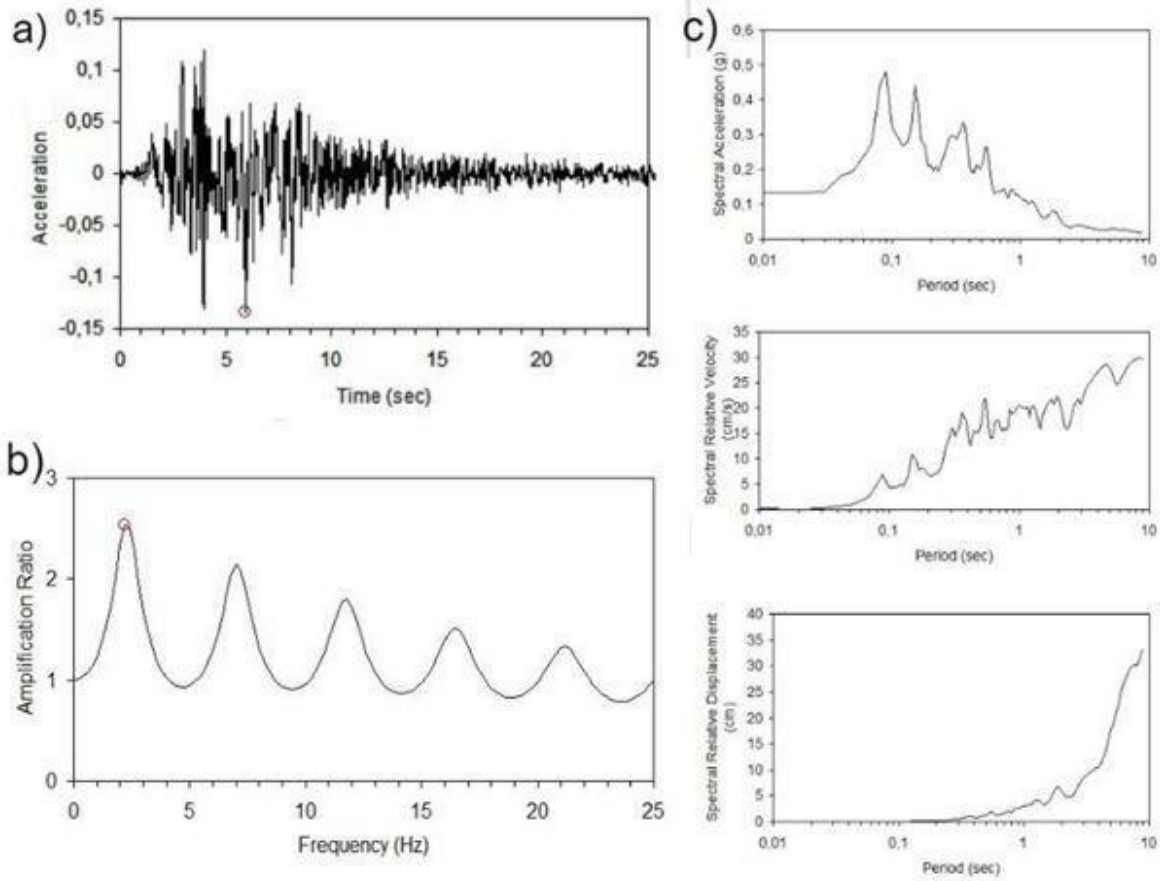 a)
0,15
0,1
0,05
0
-0,05
-0,1
-0,15
Acceleration
0 5 10 15 20 25
Time (sec)
b)
3
2
1
0
Amplification Ratio
0 5 10 15 20 25
Frequency (Hz)
c)
0,6
0,5
0,4
0,3
0,2
0,1
0
Spectral Acceleration (g)
0,01 0,1 1 10
Period (sec)
35
30
25
20
15
10
5
0
Spectral Relative Velocity
(cm/s)
0,01 0,1 1 10
Period (sec)
40
35
30
25
20
15
10
5
0
Spectral Relative Displacement
(cm)
0,01 0,1 1 10
Period (sec)